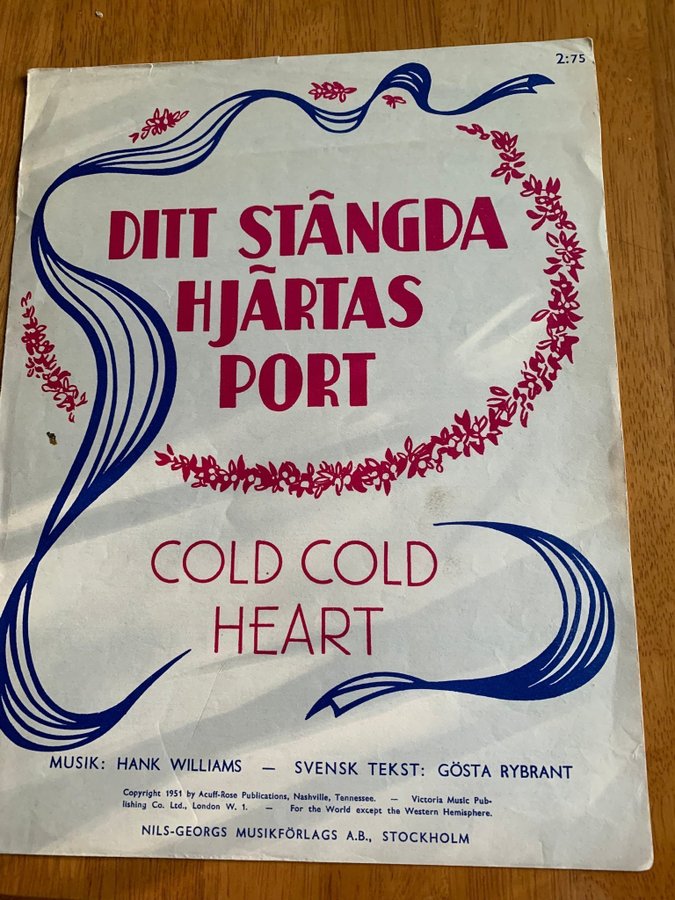 2:75
DITT STÂNGDA
HJÃRTAS
PORT
COLD COLD
HEART
MUSIK: HANK WILLIAMS — SVENSK TEKST: GÖSTA RYBRANT
Copyright 1951 by Acuff-Rose Publications, Nashville, Tennessee. — Victoria Music Pub-
lishing Co. Ltd., London W. 1. — For the World except the Western Hemisphere.
NILS-GEORGS MUSIKFÖRLAGS A.B., STOCKHOLM